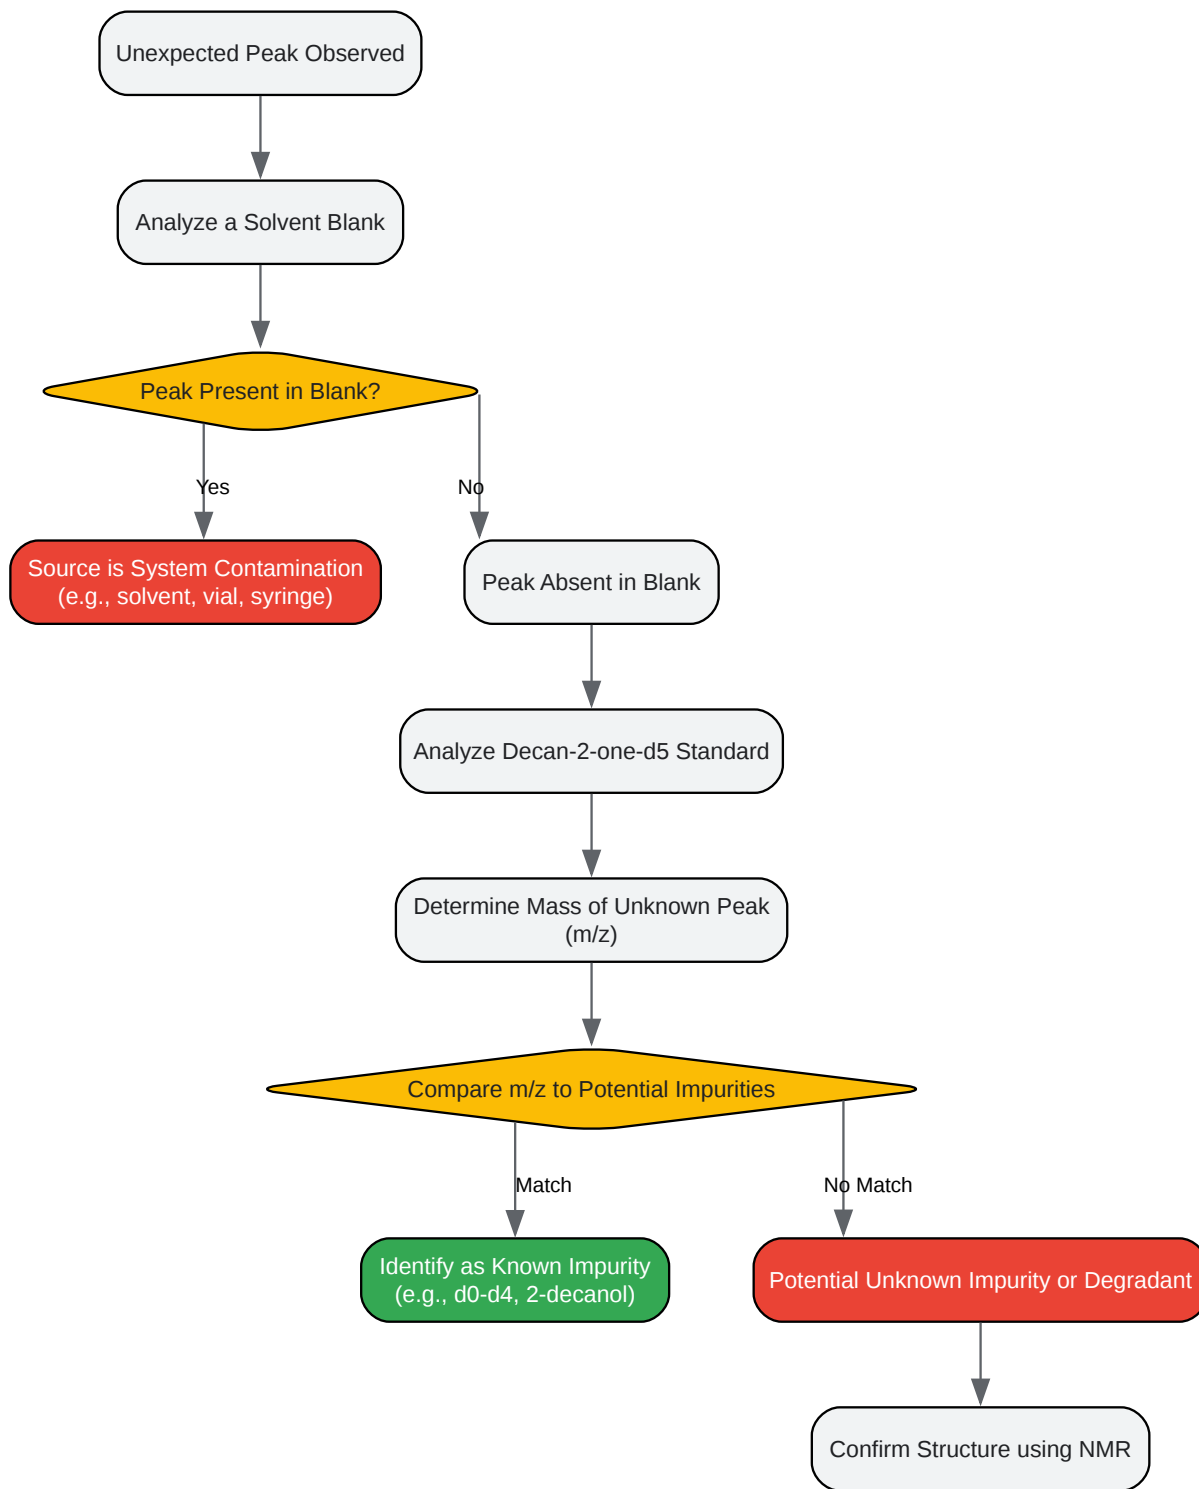 Unexpected Peak Observed
Analyze a Solvent Blank
Peak Present in Blank?
Yes
No
Source is System Contamination
(e.g., solvent, vial, syringe)
Peak Absent in Blank
Analyze Decan-2-one-d5 Standard
Determine Mass of Unknown Peak
(m/z)
Compare m/z to Potential Impurities
Match
No Match
Identify as Known Impurity
(e.g., d0-d4, 2-decanol)
Potential Unknown Impurity or Degradant
Confirm Structure using NMR